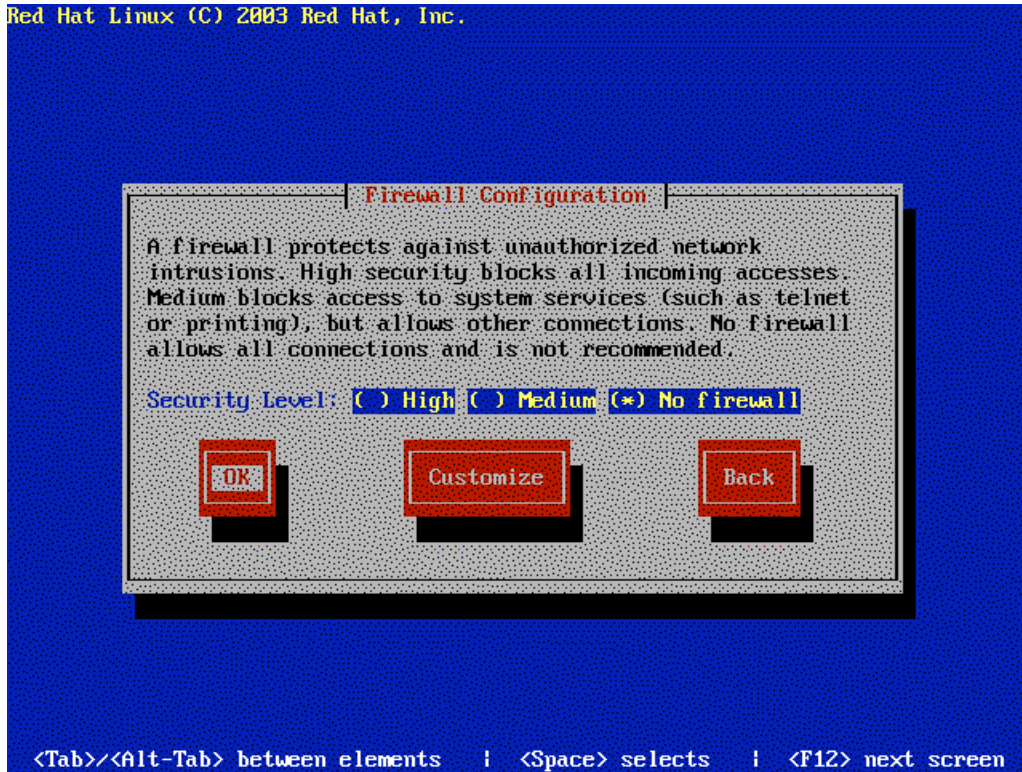 Red Hat Linux (C) 2003 Red Hat, Inc.
Firewall Configuration
A firewall protects against unauthorized network
intrusions. High security blocks all incoming accesses.
Medium blocks access to system services (such as telnet
or printing), but allows other connections. No firewall
allows all connections and is not recommended.
Security Level: ( ) High ( ) Medium (*) No firewall
OK Customize Back
<Tab>/<Alt-Tab> between elements | <Space> selects | <F12> next screen